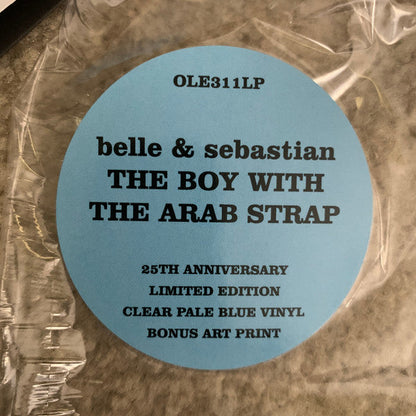 OLE311LP
belle & sebastian
THE BOY WITH
THE ARAB STRAP
25TH ANNIVERSARY
LIMITED EDITION
CLEAR PALE BLUE VINYL
BONUS ART PRINT